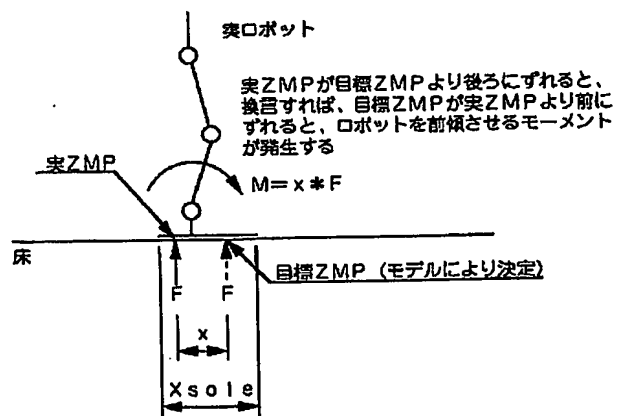 実ロボット
実ZMPが目標ZMPより後ろにずれると、
換言すれば、目標ZMPが実ZMPより前に
ずれると、ロボットを前傾させるモーメント
が発生する
実ZMP
M=x*F
床
目標ZMP (モデルにより決定)
F
F
x
Xsole